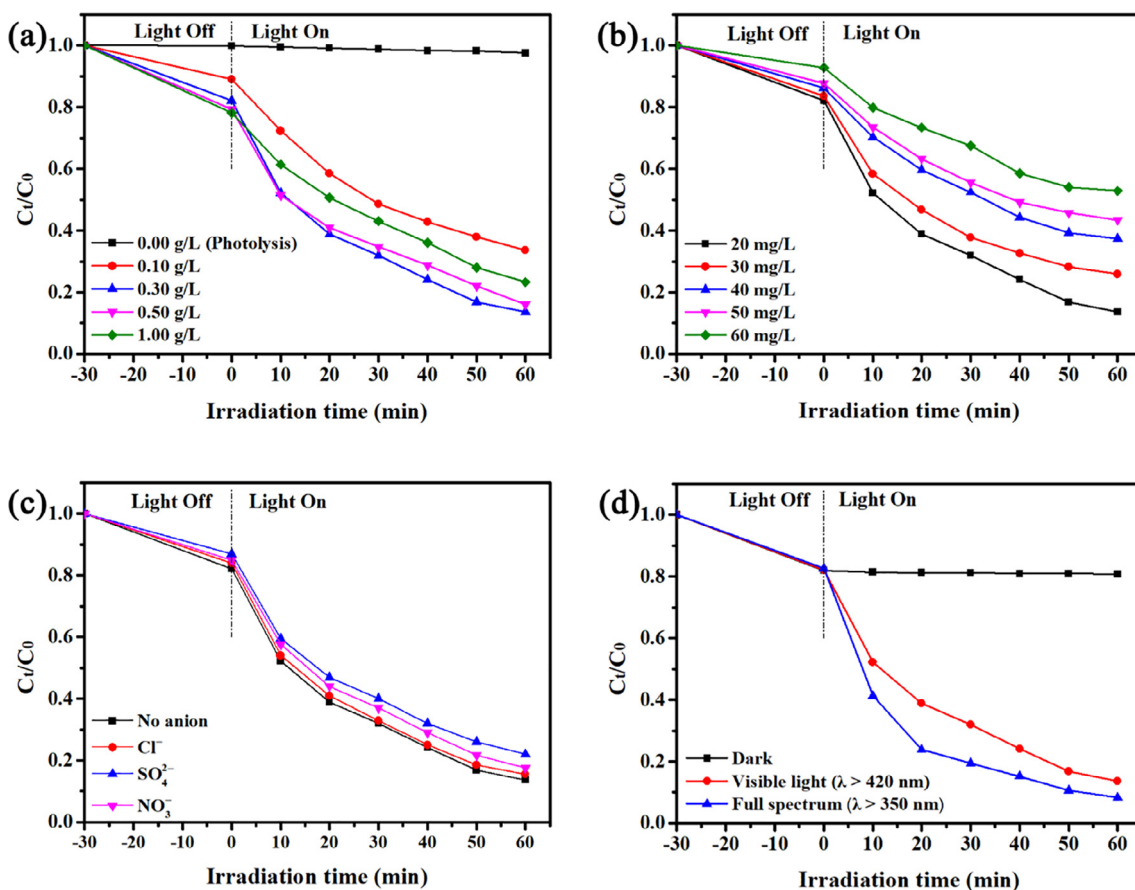 (a)
Light Off Light On
1.0
0.8
0.6
0.4
0.2
0.0
Ct/C0
0.00 g/L (Photolysis)
0.10 g/L
0.30 g/L
0.50 g/L
1.00 g/L
-30 -20 -10 0 10 20 30 40 50 60
Irradiation time (min)
(b)
Light Off Light On
1.0
0.8
0.6
0.4
0.2
0.0
Ct/C0
20 mg/L
30 mg/L
40 mg/L
50 mg/L
60 mg/L
-30 -20 -10 0 10 20 30 40 50 60
Irradiation time (min)
(c)
Light Off Light On
1.0
0.8
0.6
0.4
0.2
0.0
Ct/C0
No anion
Cl⁻
SO₄²⁻
NO₃⁻
-30 -20 -10 0 10 20 30 40 50 60
Irradiation time (min)
(d)
Light Off Light On
1.0
0.8
0.6
0.4
0.2
0.0
Ct/C0
Dark
Visible light (λ > 420 nm)
Full spectrum (λ > 350 nm)
-30 -20 -10 0 10 20 30 40 50 60
Irradiation time (min)